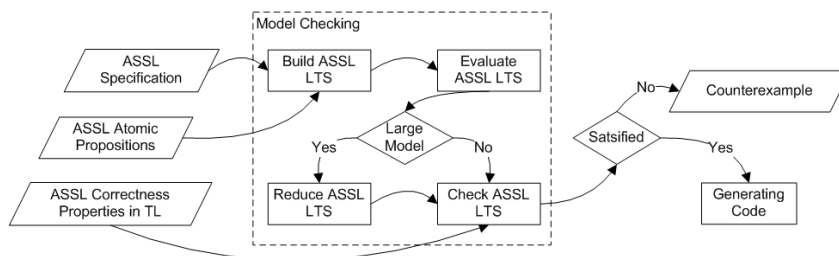 Model Checking
ASSL
Specification
Build ASSL
LTS
Evaluate
ASSL LTS
No
Counterexample
ASSL Atomic
Propositions
Large
Model
Satsified
Yes
No
Yes
ASSL Correctness
Properties in TL
Reduce ASSL
LTS
Check ASSL
LTS
Generating
Code